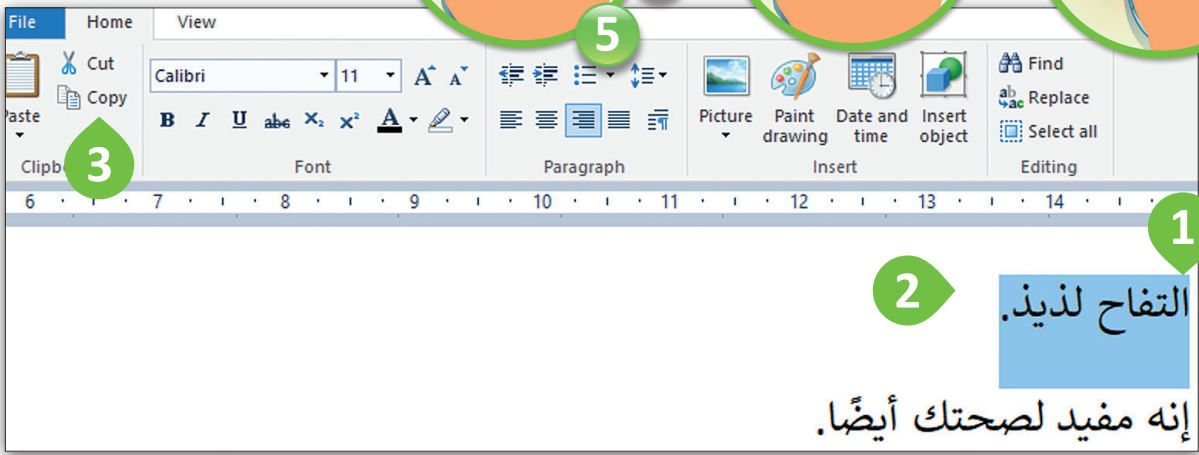 5
File Home View
Cut
Copy
Paste
Calibri 11 A A
B I U abc X₂ X² A
Picture
Paint drawing
Date and time
Insert object
Find
Replace
Select all
3
Font Paragraph Insert Editing
6 7 8 9 10 11 12 13 14
1
2
التفاح لذيذ.
إنه مفيد لصحتك أيضًا.